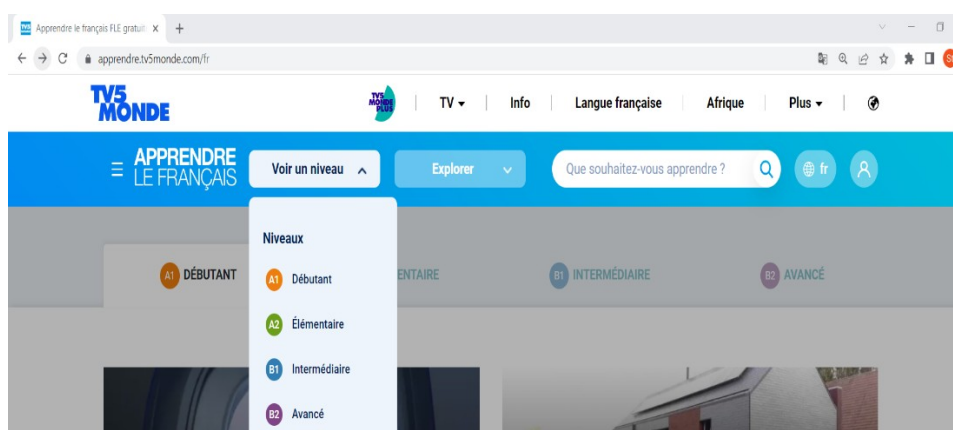 Apprendre le français FLE gratuit
apprendre.tv5monde.com/fr
TV5
MONDE
TV5
MONDE
PLUS
TV
Info
Langue française
Afrique
Plus
APPRENDRE
LE FRANÇAIS
Voir un niveau
Explorer
Que souhaitez-vous apprendre ?
fr
Niveaux
A1 DÉBUTANT
ENTAIRE
B1 INTERMÉDIAIRE
B2 AVANCÉ
A1 Débutant
A2 Élémentaire
B1 Intermédiaire
B2 Avancé